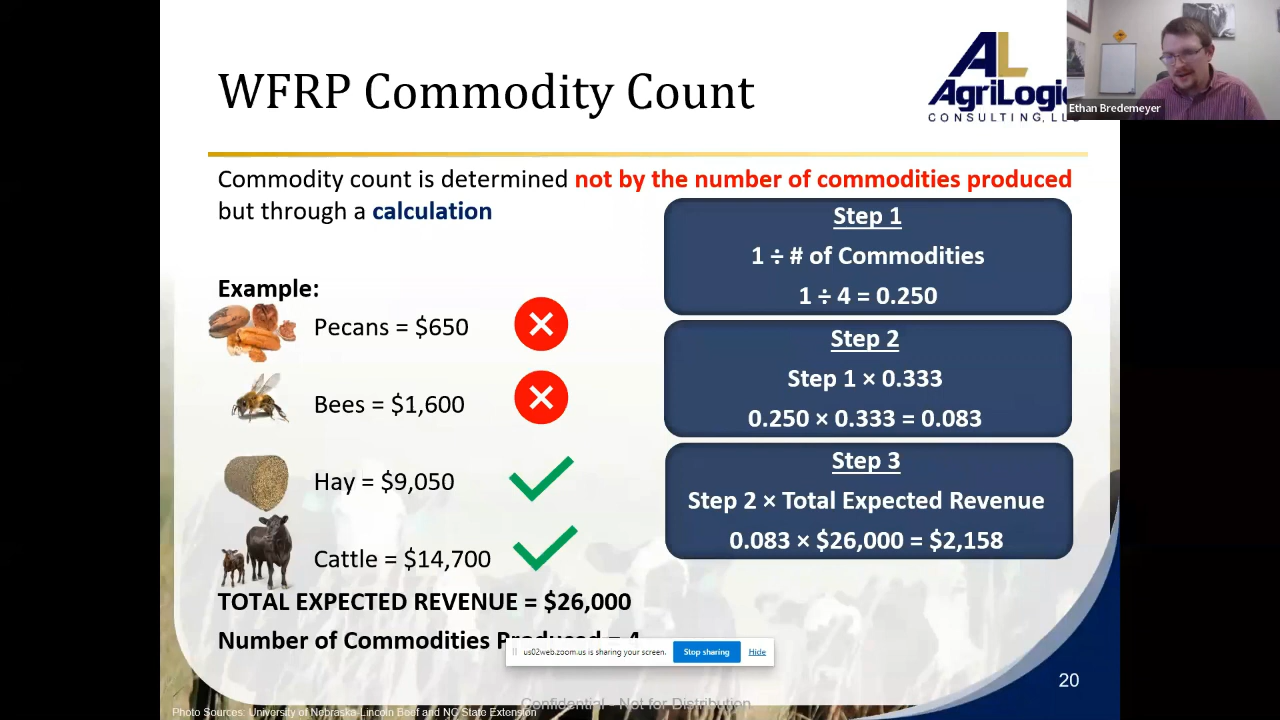 WFRP Commodity Count
AL
AgriLogic
CONSULTING, LL
Ethan Bredemeyer
Commodity count is determined not by the number of commodities produced
but through a calculation
Example:
Pecans = $650
Bees = $1,600
Hay = $9,050
Cattle = $14,700
TOTAL EXPECTED REVENUE = $26,000
Number of Commodities Produced = 4
Step 1
1 ÷ # of Commodities
1 ÷ 4 = 0.250
Step 2
Step 1 × 0.333
0.250 × 0.333 = 0.083
Step 3
Step 2 × Total Expected Revenue
0.083 × $26,000 = $2,158
us02web.zoom.us is sharing your screen.
Stop sharing
Hide
20
Confidential - Not for Distribution
Photo Sources: University of Nebraska-Lincoln Beef and NC State Extension